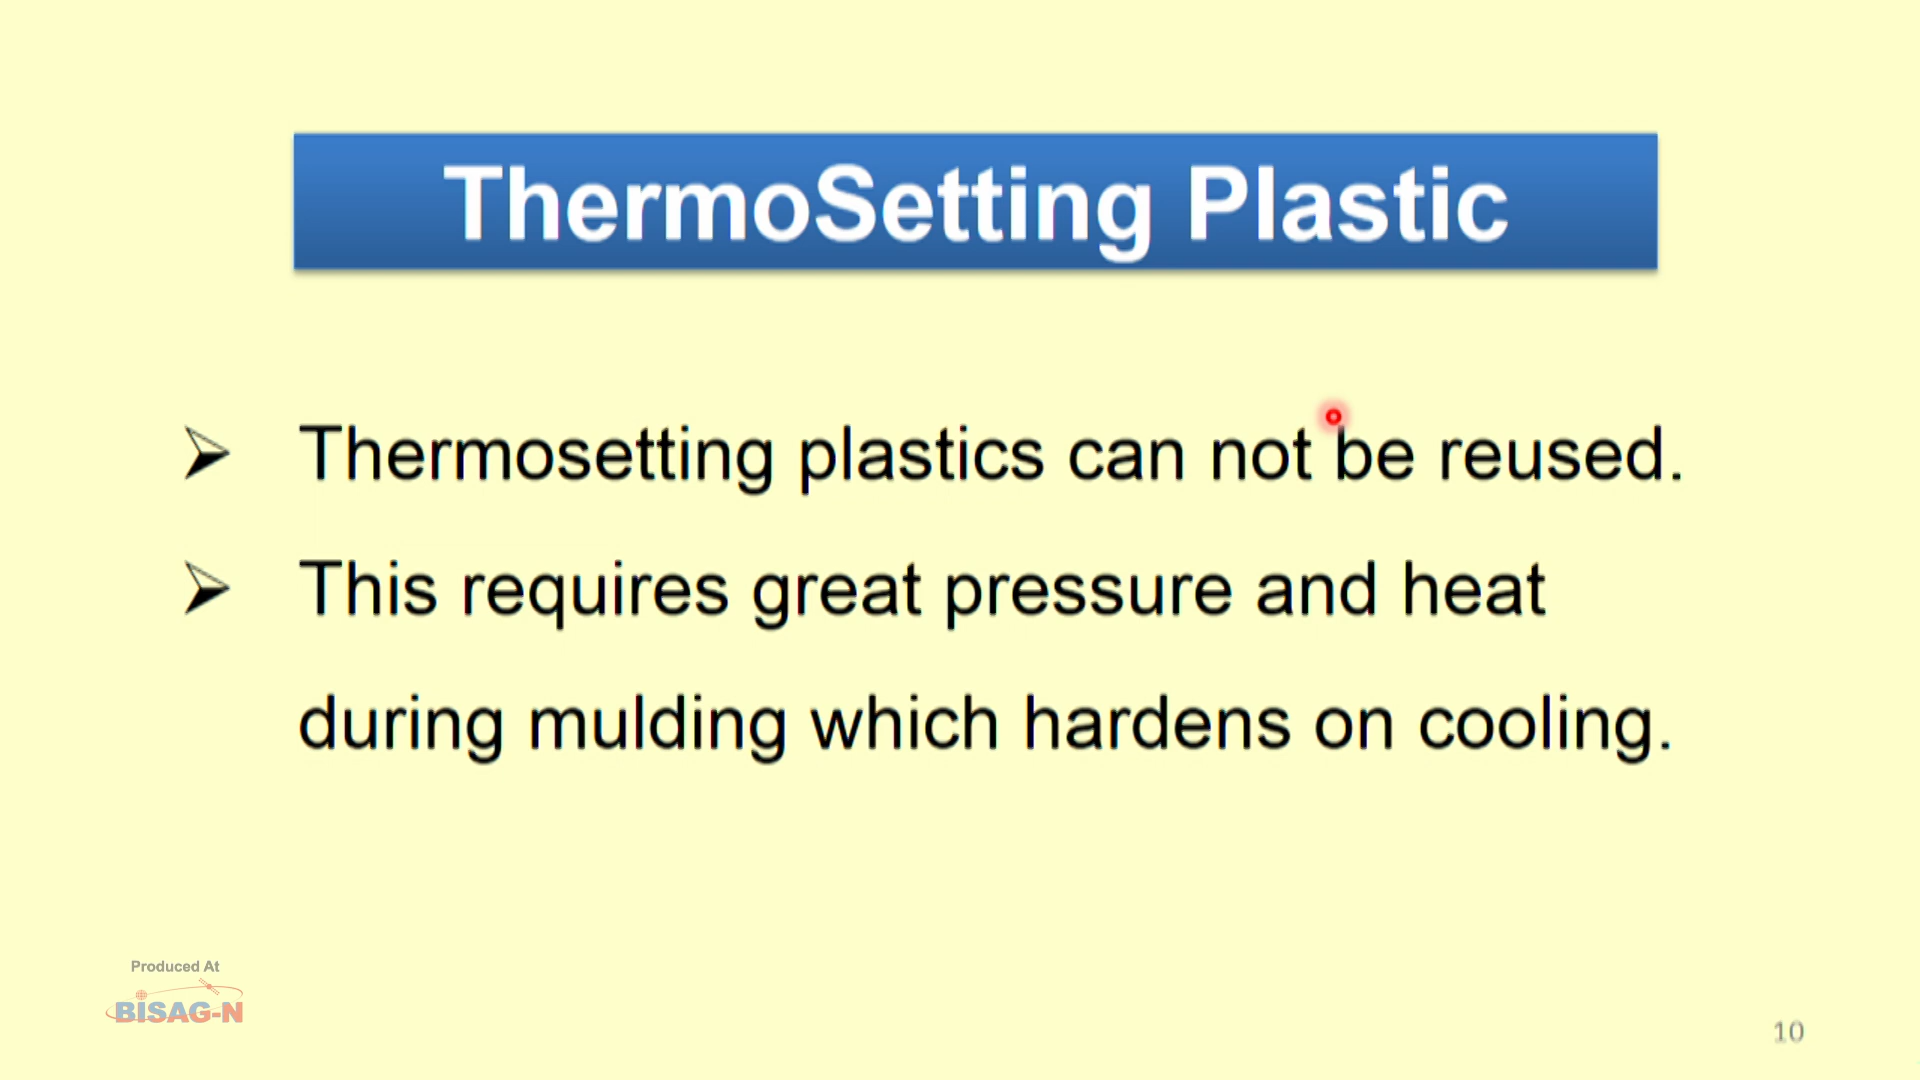 ThermoSetting Plastic
Thermosetting plastics can not be reused.
This requires great pressure and heat
during mulding which hardens on cooling.
Produced At
BISAG-N
10